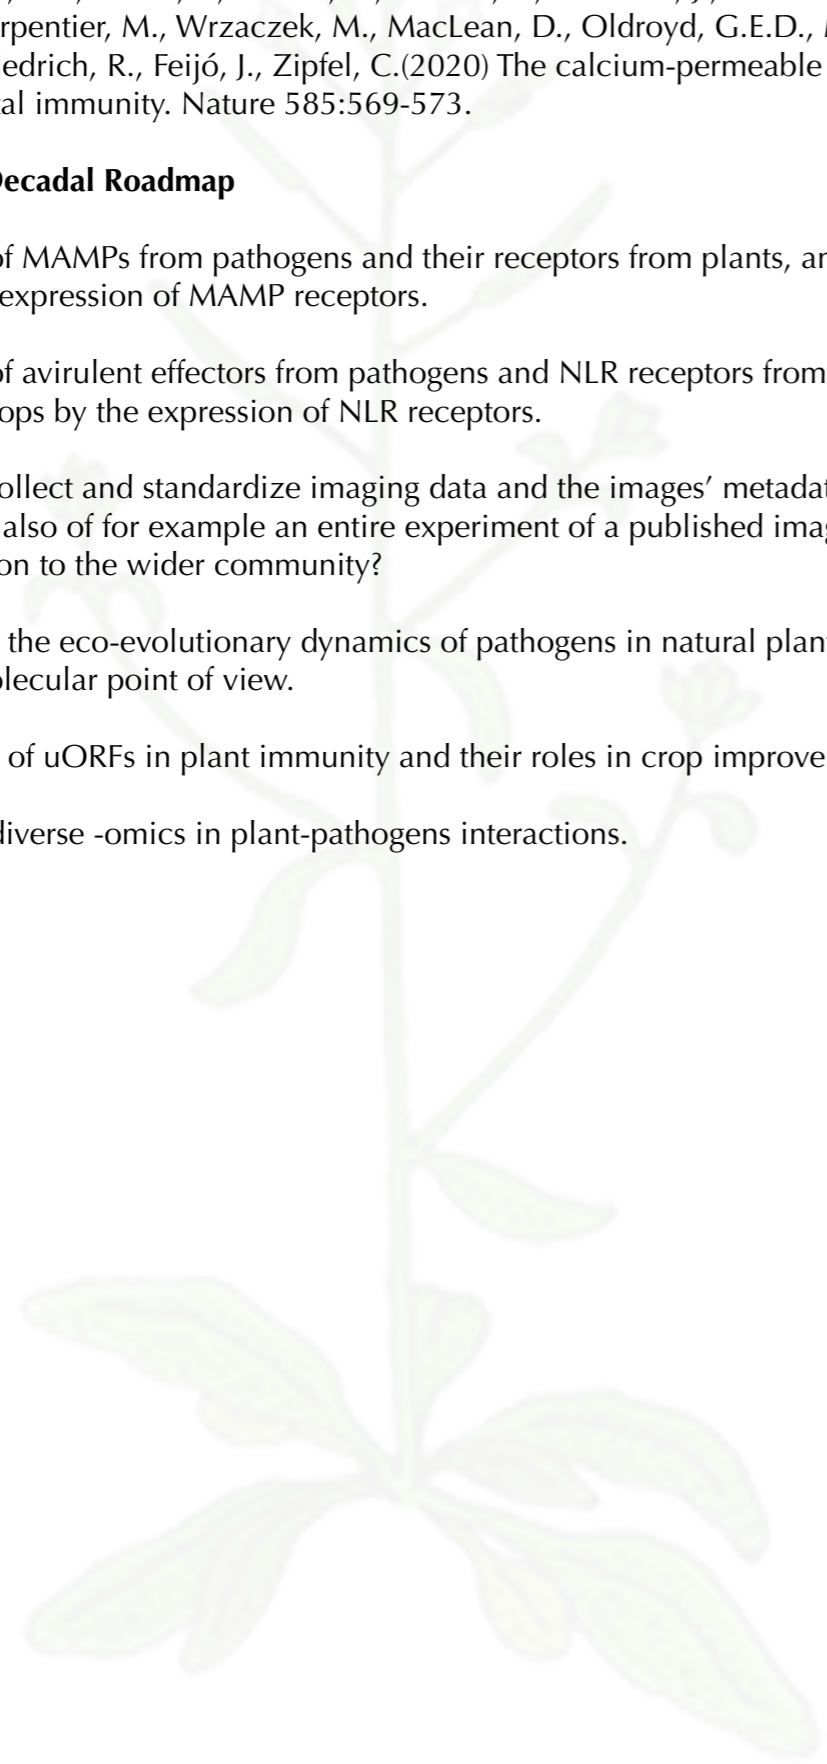 rpentier, M., Wrzaczek, M., MacLean, D., Oldroyd, G.E.D.,
edrich, R., Feijó, J., Zipfel, C.(2020) The calcium-permeable
al immunity. Nature 585:569-573.
Decadal Roadmap
of MAMPs from pathogens and their receptors from plants, an
expression of MAMP receptors.
of avirulent effectors from pathogens and NLR receptors from
ops by the expression of NLR receptors.
ollect and standardize imaging data and the images’ metadat
also of for example an entire experiment of a published imag
on to the wider community?
the eco-evolutionary dynamics of pathogens in natural plan
lecular point of view.
of uORFs in plant immunity and their roles in crop improve
diverse -omics in plant-pathogens interactions.